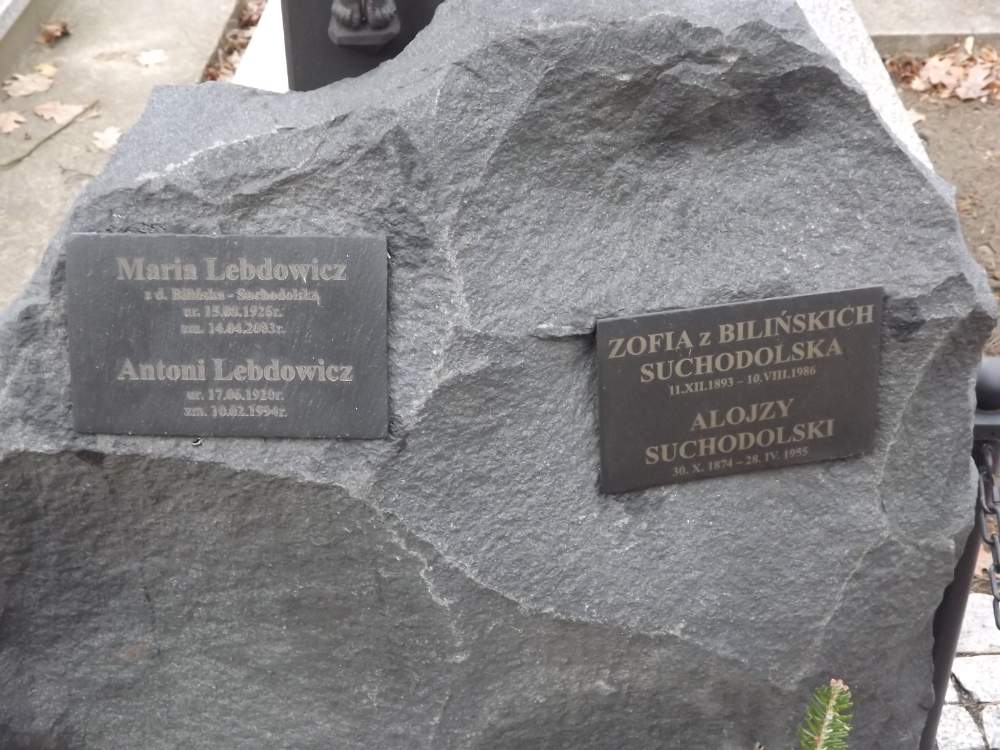 Maria Lebdowicz
z d. Bilińska - Suchodolska
ur. 15.08.1926r.
zm. 14.04.2003r.
Antoni Lebdowicz
ur. 17.06.1920r.
zm. 10.02.1994r.
ZOFIA z BILIŃSKICH
SUCHODOLSKA
11.XII.1893 – 10.VIII.1986
ALOJZY
SUCHODOLSKI
30. X. 1874 – 28. IV. 1955